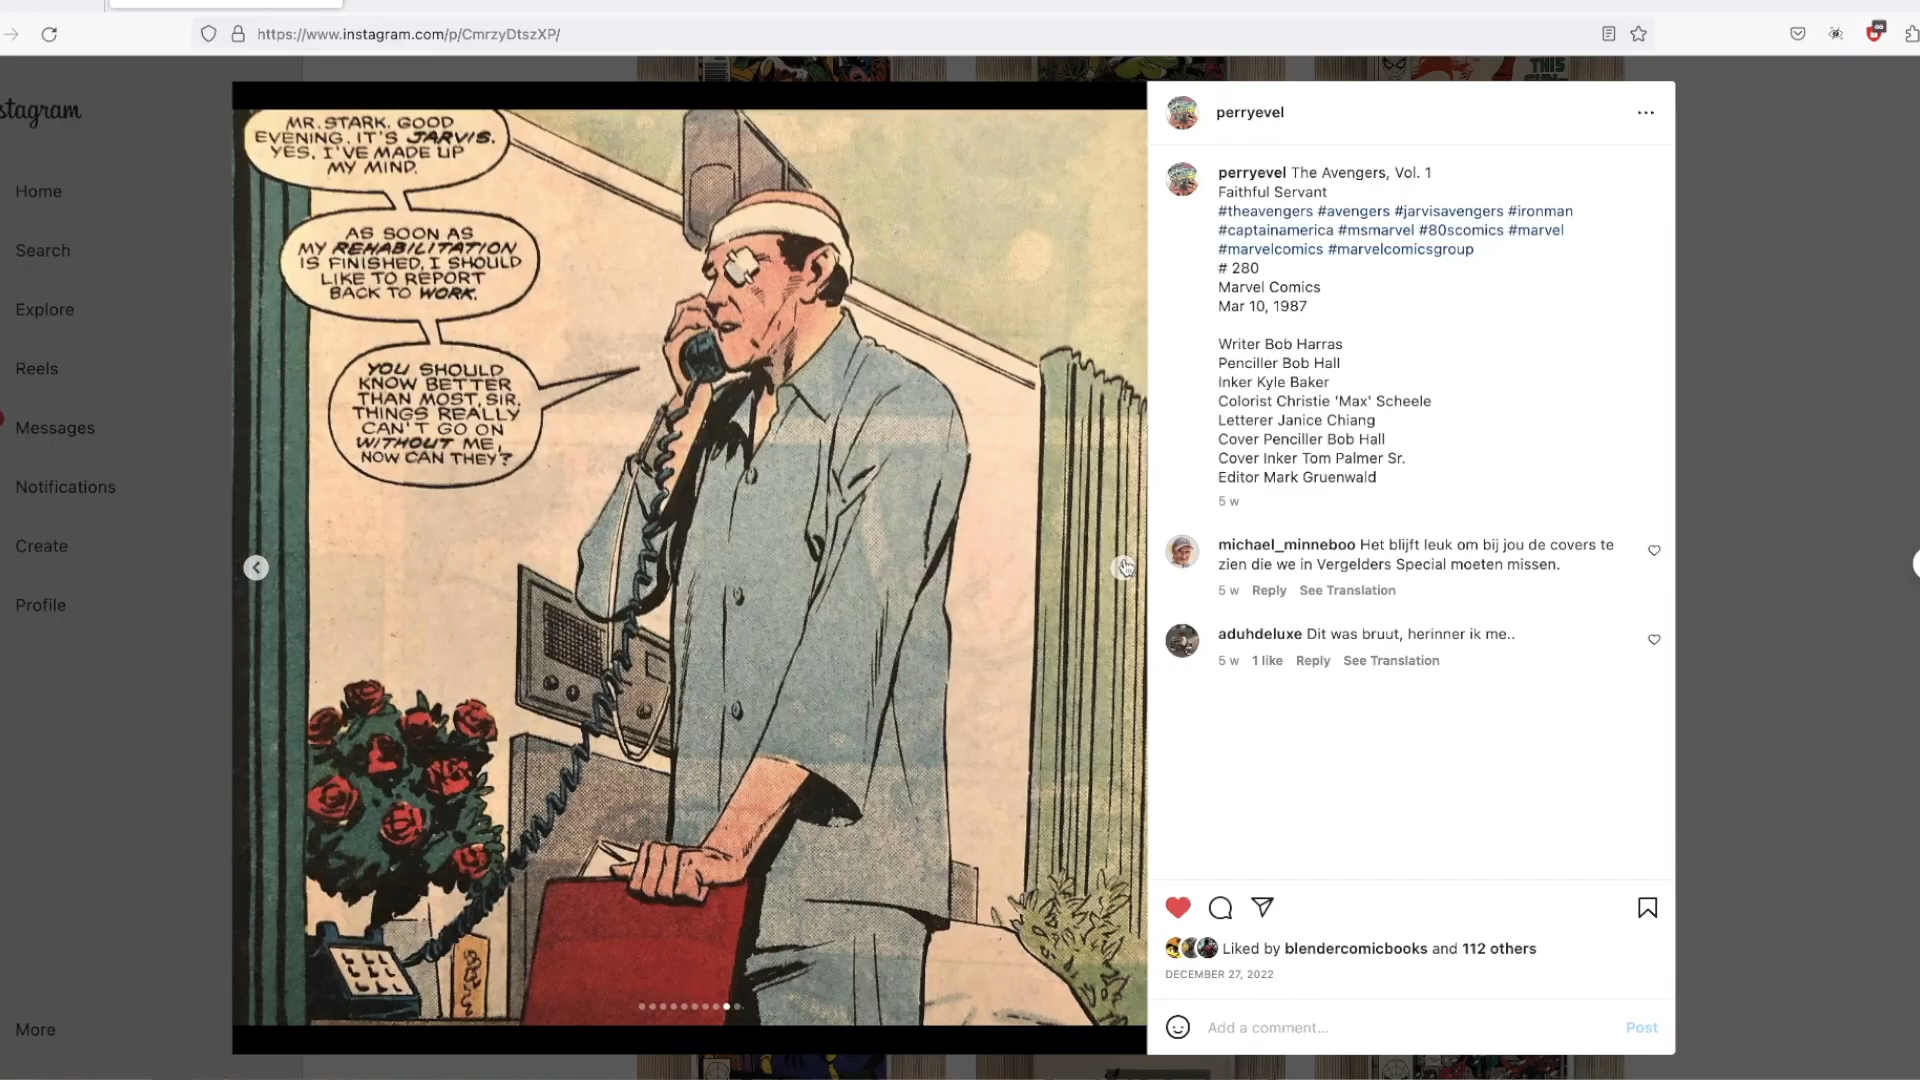 https://www.instagram.com/p/CmrzyDtszXP/
stagram
Home
Search
Explore
Reels
Messages
Notifications
Create
Profile
More
MR. STARK. GOOD
EVENING. IT'S JARVIS.
YES, I'VE MADE UP
MY MIND.
AS SOON AS
MY REHABILITATION
IS FINISHED, I SHOULD
LIKE TO REPORT
BACK TO WORK.
YOU SHOULD
KNOW BETTER
THAN MOST, SIR.
THINGS REALLY
CAN'T GO ON
WITHOUT ME,
NOW CAN THEY?
THIS
perryevel
perryevel The Avengers, Vol. 1
Faithful Servant
#theavengers #avengers #jarvisavengers #ironman
#captainamerica #msmarvel #80scomics #marvel
#marvelcomics #marvelcomicsgroup
# 280
Marvel Comics
Mar 10, 1987
Writer Bob Harras
Penciller Bob Hall
Inker Kyle Baker
Colorist Christie 'Max' Scheele
Letterer Janice Chiang
Cover Penciller Bob Hall
Cover Inker Tom Palmer Sr.
Editor Mark Gruenwald
5 w
michael_minneboo Het blijft leuk om bij jou de covers te
zien die we in Vergelders Special moeten missen.
5 w Reply See Translation
aduhdeluxe Dit was bruut, herinner ik me..
5 w 1 like Reply See Translation
Liked by blendercomicbooks and 112 others
DECEMBER 27, 2022
Add a comment...
Post